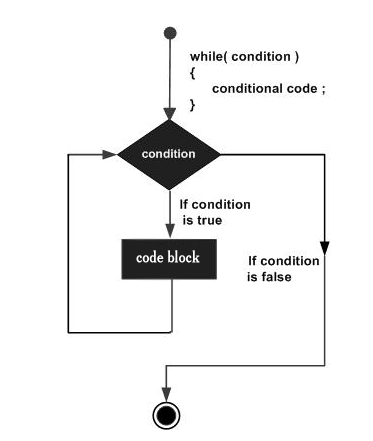 while( condition )
{
conditional code ;
}
condition
If condition
is true
code block
If condition
is false